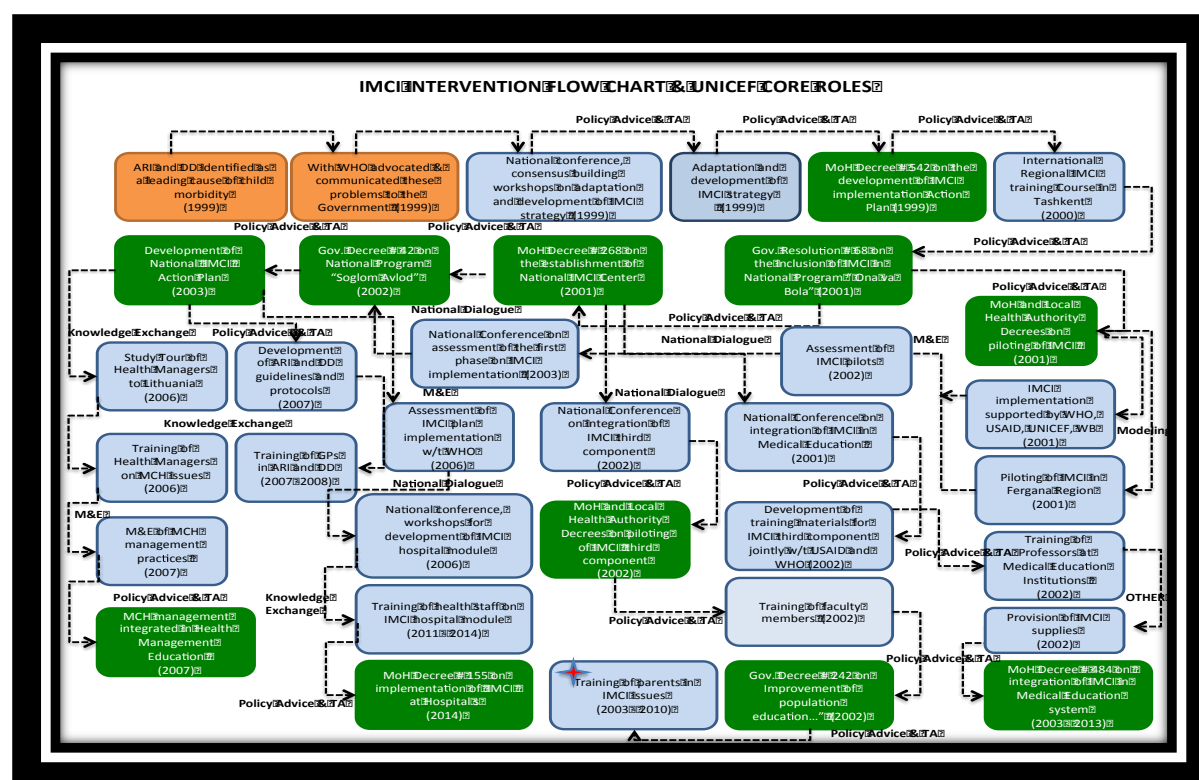 IMCI INTERVENTION FLOW CHART & UNICEF CORE ROLES
Policy Advice & TA
Policy Advice & TA
Policy Advice & TA
ARI and DD Identified as
a leading cause of child
morbidity
(1999)
With WHO advocated &
communicated these
problems to the
Government (1999)
National conference,
consensus building
workshops on adaptation
and development of IMCI
strategy (1999)
Adaptation and
development of
IMCI strategy
(1999)
MoH Decree #542 on the
development of IMCI
implementation Action
Plan (1999)
International
Regional IMCI
training Course in
Tashkent
(2000)
Policy Advice & TA
Policy Advice & TA
Policy Advice & TA
Development of
National IMCI
Action Plan
(2003)
Gov. Decree #42 on
National Program
"Soglom Avlod"
(2002)
MoH Decree #268 on
the establishment of
National IMCI Center
(2001)
Gov. Resolution #68 on
the Inclusion of IMCI in
National Program "Ona va
Bola" (2001)
Policy Advice & TA
MoH and Local
Health Authority
Decrees on
piloting of IMCI
(2001)
National Dialogue
Policy Advice & TA
Knowledge Exchange
Policy Advice & TA
National Dialogue
M&E
Study Tour of
Health Managers
to Lithuania
(2006)
Development
of ARI and DD
guidelines and
protocols
(2007)
National Conference on
assessment of the first
phase on IMCI
implementation (2003)
Assessment of
IMCI pilots
(2002)
IMCI
implementation
supported by WHO,
USAID, UNICEF, WB
(2001)
Modeling
M&E
National Dialogue
Assessment of
IMCI plan
implementation
w/t WHO
(2006)
National Conference
on integration of
IMCI third
component
(2002)
National Conference on
integration of IMCI in
Medical Education
(2001)
Knowledge Exchange
Training of
Health Managers
on MCH issues
(2006)
Training of GPs
in ARI and DD
(2007 2008)
Piloting of IMCI in
Fergana Region
(2001)
National Dialogue
Policy Advice & TA
Policy Advice & TA
M&E
M&E of MCH
management
practices
(2007)
National conference,
workshops for
development of IMCI
hospital module
(2006)
MoH and Local
Health Authority
Decrees on piloting
of IMCI third
component
(2002)
Development of
training materials for
IMCI third component
jointly w/t USAID and
WHO (2002)
Policy Advice & TA
Training of
Professors at
Medical Education
Institutions
(2002)
Policy Advice & TA
Knowledge
Exchange
OTHER
MCH management
integrated in Health
Management
Education
(2007)
Training of health staff on
IMCI hospital module
(2011 2014)
Policy Advice & TA
Training of faculty
members (2002)
Provision of IMCI
supplies
(2002)
Policy Advice & TA
Policy Advice & TA
MoH Decree #155 on
implementation of IMCI
at Hospitals
(2014)
Training of parents in
IMCI issues
(2003 2010)
Gov. Decree #242 on
Improvement of
population
education..." (2002)
MoH Decree #484 on
integration of IMCI in
Medical Education
system
(2003 2013)
Policy Advice & TA